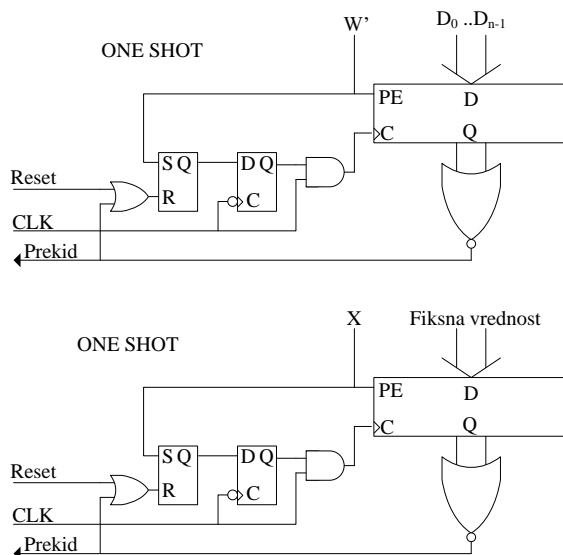 W'
D0 ..Dn-1
ONE SHOT
PE
D
S Q
D Q
C
Q
Reset
R
C
CLK
Prekid
X
Fiksna vrednost
ONE SHOT
PE
D
S Q
D Q
C
Q
Reset
R
C
CLK
Prekid